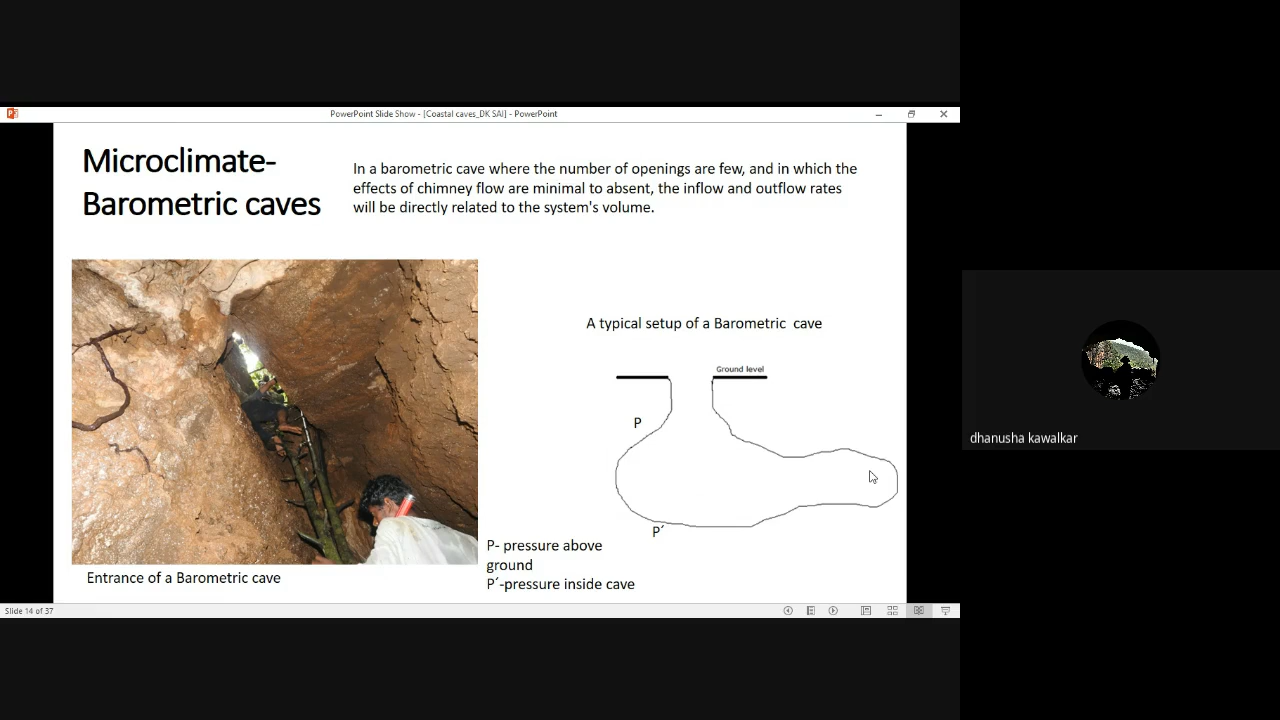 PowerPoint Slide Show - [Coastal caves_DK SAI] - PowerPoint
Microclimate-
Barometric caves
In a barometric cave where the number of openings are few, and in which the
effects of chimney flow are minimal to absent, the inflow and outflow rates
will be directly related to the system's volume.
A typical setup of a Barometric  cave
Ground level
P
P´
P- pressure above
ground
P´-pressure inside cave
Entrance of a Barometric cave
Slide 14 of 37
dhanusha kawalkar